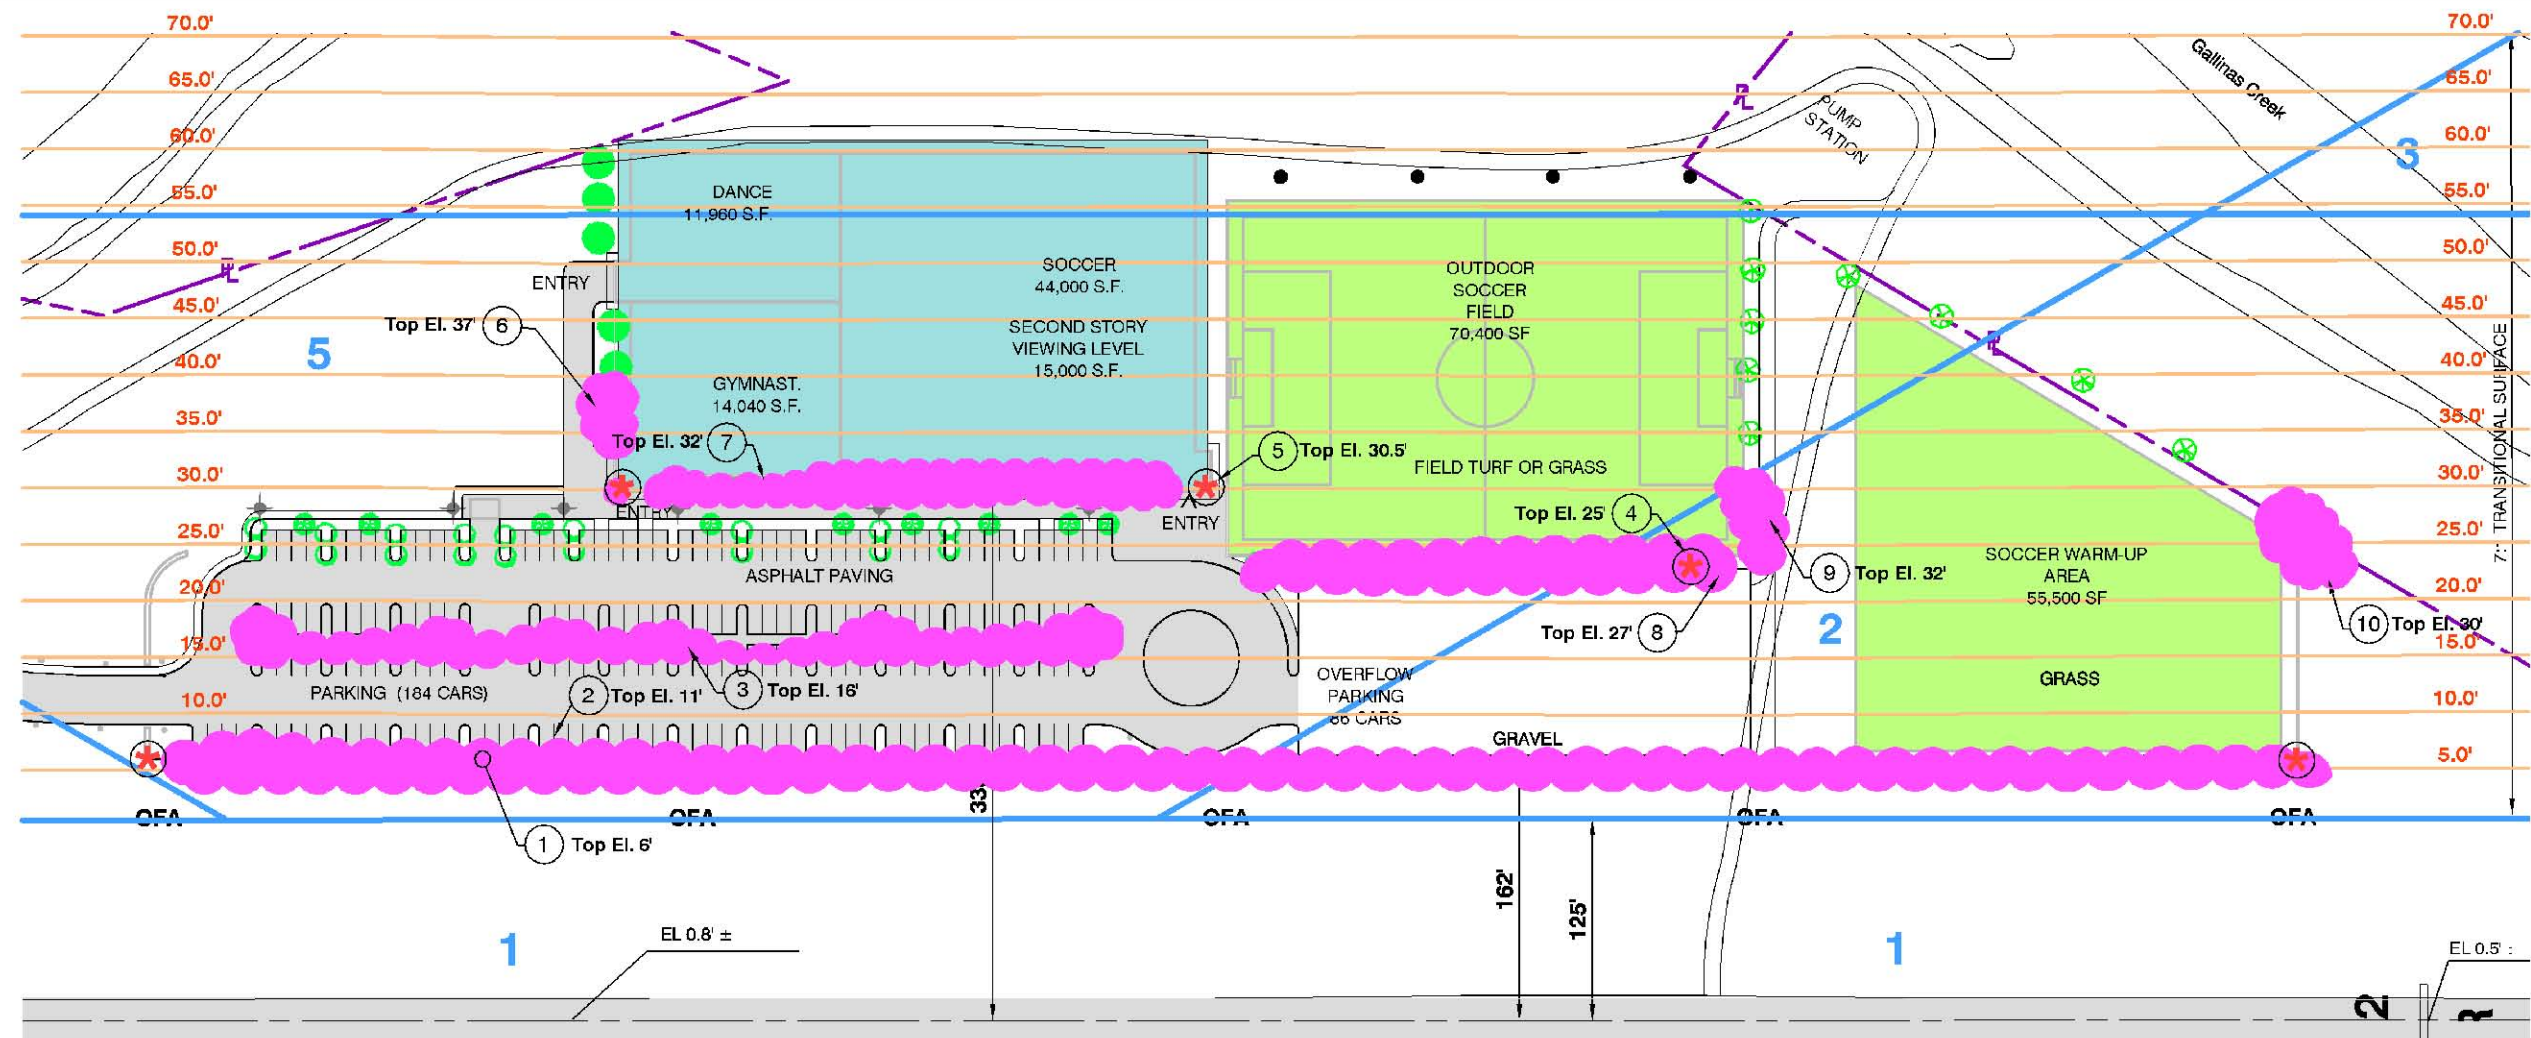 70.0'
70.0'
65.0'
65.0'
60.0'
60.0'
55.0'
55.0'
50.0'
50.0'
45.0'
45.0'
40.0'
40.0'
35.0'
35.0'
30.0'
30.0'
25.0'
25.0'
20.0'
20.0'
15.0'
15.0'
10.0'
10.0'
5.0'
Gallinas Creek
PUMP
STATION
3
DANCE
11,960 S.F.
ENTRY
SOCCER
44,000 S.F.
SECOND STORY
VIEWING LEVEL
15,000 S.F.
OUTDOOR
SOCCER
FIELD
70,400 SF
Top El. 37' 6
5
GYMNAST.
14,040 S.F.
Top El. 32' 7
5 Top El. 30.5'
FIELD TURF OR GRASS
ENTRY
ENTRY
Top El. 25' 4
9 Top El. 32'
SOCCER WARM-UP
AREA
55,500 SF
ASPHALT PAVING
Top El. 27' 8
2
10 Top El. 30'
TRANSITIONAL SURFACE
PARKING (184 CARS)
2 Top El. 11'
3 Top El. 16'
OVERFLOW
PARKING
86 CARS
GRASS
GRAVEL
33.
OFA
OFA
OFA
OFA
OFA
1 Top El. 6'
162'
125'
1
EL 0.8' ±
1
EL 0.5'
2